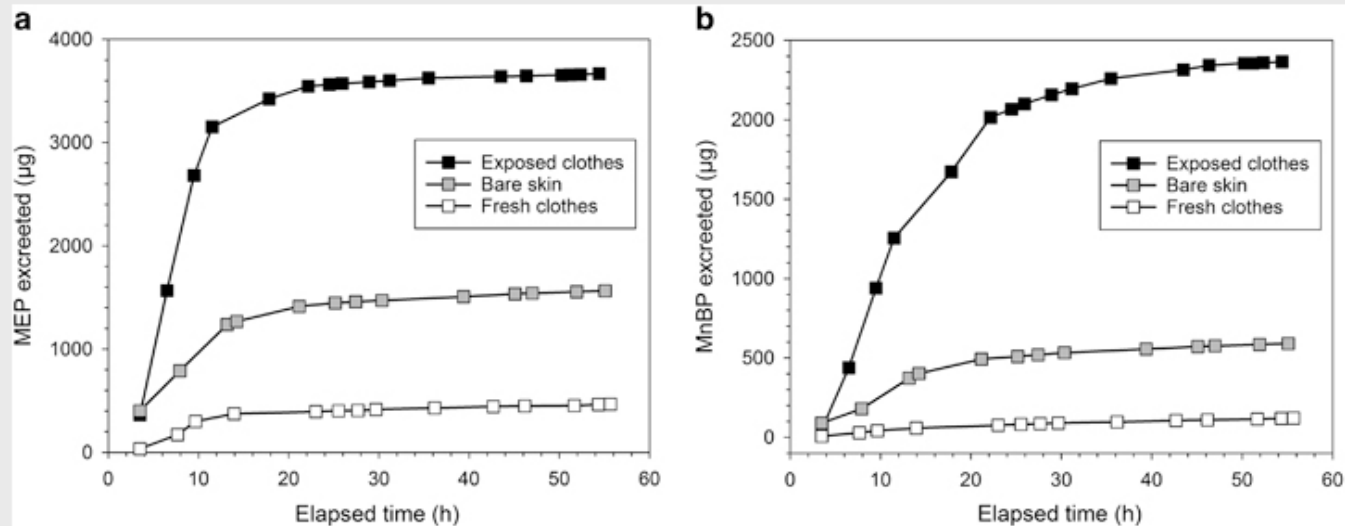 a
4000
3000
2000
1000
0
MEP excreeted (µg)
Exposed clothes
Bare skin
Fresh clothes
0 10 20 30 40 50 60
Elapsed time (h)
b
2500
2000
1500
1000
500
0
MnBP excreeted (µg)
Exposed clothes
Bare skin
Fresh clothes
0 10 20 30 40 50 60
Elapsed time (h)